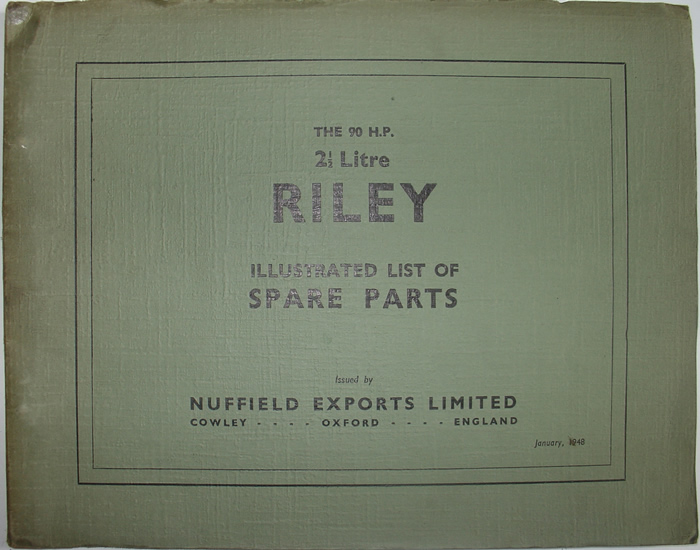 THE 90 H.P.
2½ Litre
RILEY
ILLUSTRATED LIST OF
SPARE PARTS
Issued by
NUFFIELD EXPORTS LIMITED
COWLEY - - - - OXFORD - - - - ENGLAND
January, 1948